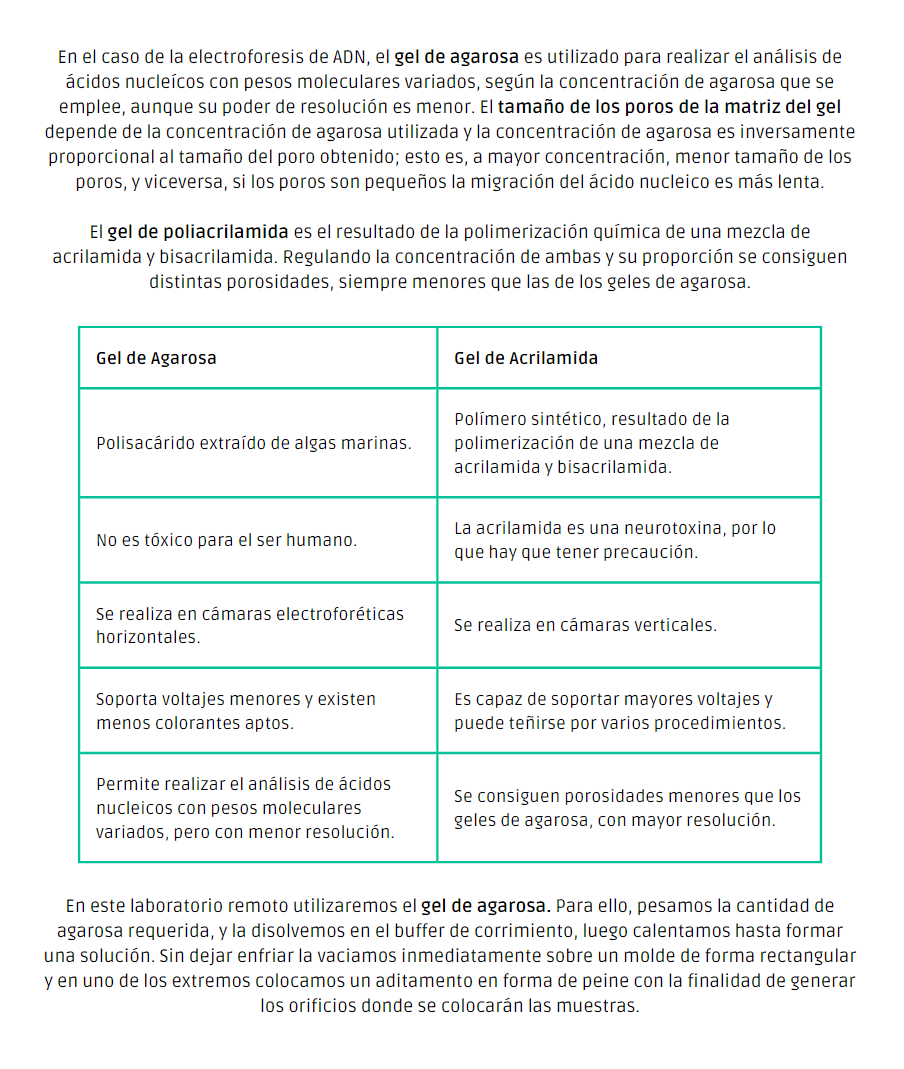 En el caso de la electroforesis de ADN, el gel de agarosa es utilizado para realizar el análisis de
ácidos nucleícos con pesos moleculares variados, según la concentración de agarosa que se
emplee, aunque su poder de resolución es menor. El tamaño de los poros de la matriz del gel
depende de la concentración de agarosa utilizada y la concentración de agarosa es inversamente
proporcional al tamaño del poro obtenido; esto es, a mayor concentración, menor tamaño de los
poros, y viceversa, si los poros son pequeños la migración del ácido nucleico es más lenta.
El gel de poliacrilamida es el resultado de la polimerización química de una mezcla de
acrilamida y bisacrilamida. Regulando la concentración de ambas y su proporción se consiguen
distintas porosidades, siempre menores que las de los geles de agarosa.
Gel de Agarosa
Gel de Acrilamida
Polisacárido extraído de algas marinas.
Polímero sintético, resultado de la
polimerización de una mezcla de
acrilamida y bisacrilamida.
No es tóxico para el ser humano.
La acrilamida es una neurotoxina, por lo
que hay que tener precaución.
Se realiza en cámaras electroforéticas
horizontales.
Se realiza en cámaras verticales.
Soporta voltajes menores y existen
menos colorantes aptos.
Es capaz de soportar mayores voltajes y
puede teñirse por varios procedimientos.
Permite realizar el análisis de ácidos
nucleicos con pesos moleculares
variados, pero con menor resolución.
Se consiguen porosidades menores que los
geles de agarosa, con mayor resolución.
En este laboratorio remoto utilizaremos el gel de agarosa. Para ello, pesamos la cantidad de
agarosa requerida, y la disolvemos en el buffer de corrimiento, luego calentamos hasta formar
una solución. Sin dejar enfriar la vaciamos inmediatamente sobre un molde de forma rectangular
y en uno de los extremos colocamos un aditamento en forma de peine con la finalidad de generar
los orificios donde se colocarán las muestras.